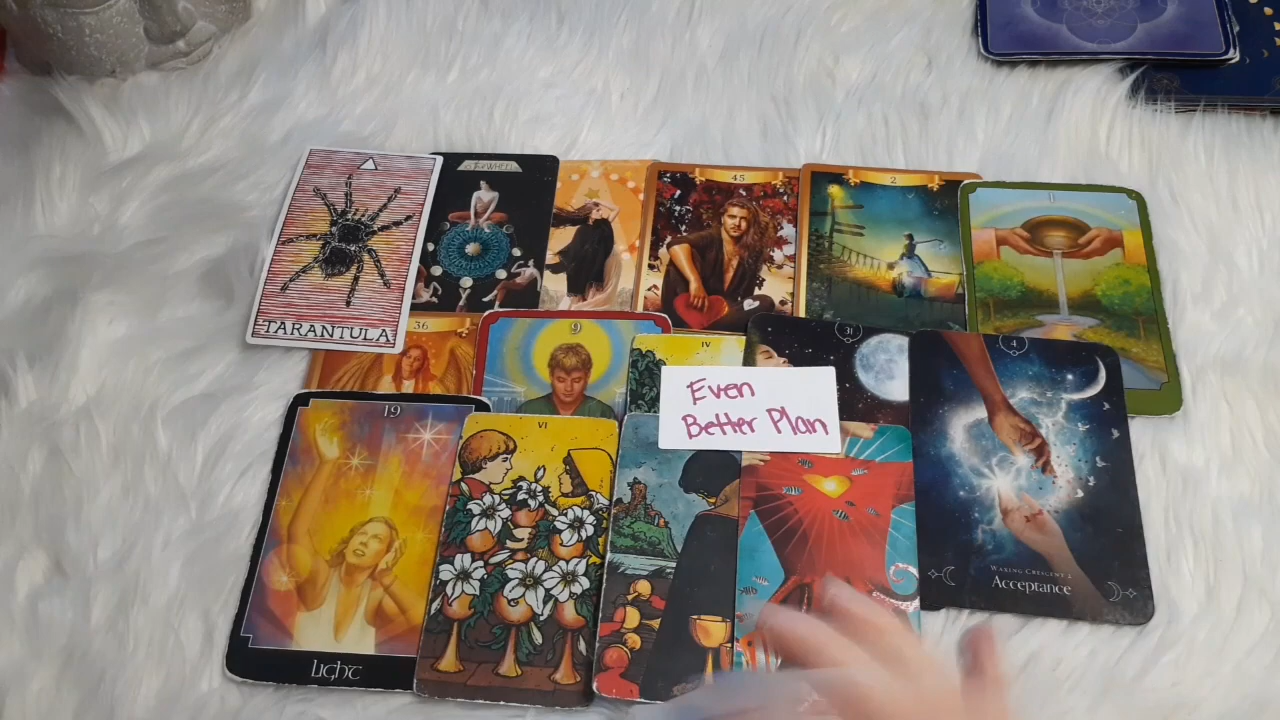 THE WHEEL
45
2
1
TARANTULA
36
9
IV
31
4
Even
Better Plan
19
VI
WAXING CRESCENT 2
Acceptance
LIGHT